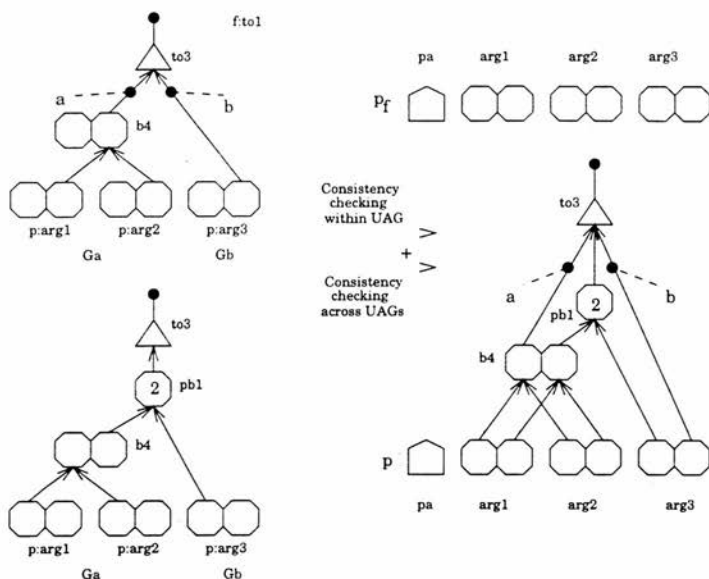 f:to1
to3
a
b
b4
p:arg1
p:arg2
p:arg3
Ga
Gb
to3
2
pb1
b4
p:arg1
p:arg2
p:arg3
Ga
Gb
Consistency
checking
within UAG
>
+
>
Consistency
checking
across UAGs
pa
arg1
arg2
arg3
pf
to3
a
b
2
pb1
b4
p
pa
arg1
arg2
arg3